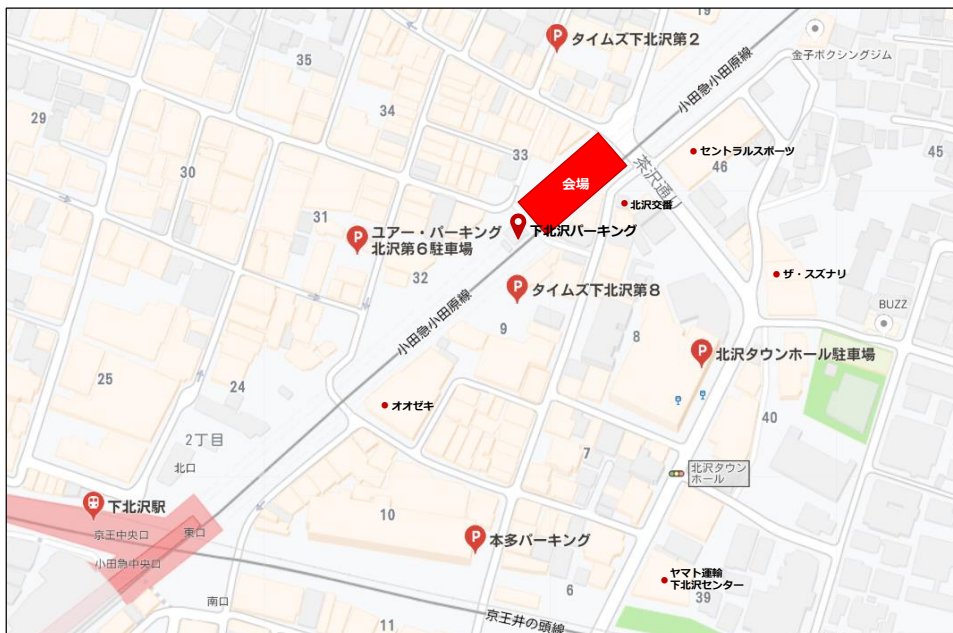 19
タイムズ下北沢第2
金子ボクシングジム
35
小田急小田原線
34
29
33
セントラルスポーツ
46
45
茶沢通り
30
会場
北沢交番
31
下北沢パーキング
ユアー・パーキング
北沢第6駐車場
32
ザ・スズナリ
タイムズ下北沢第8
BUZZ
小田急小田原線
9
8
北沢タウンホール駐車場
25
24
オオゼキ
40
2丁目
7
北口
北沢タウン
ホール
下北沢駅
10
京王中央口
東口
本多パーキング
小田急中央口
ヤマト運輸
下北沢センター
39
6
南口
京王井の頭線
11